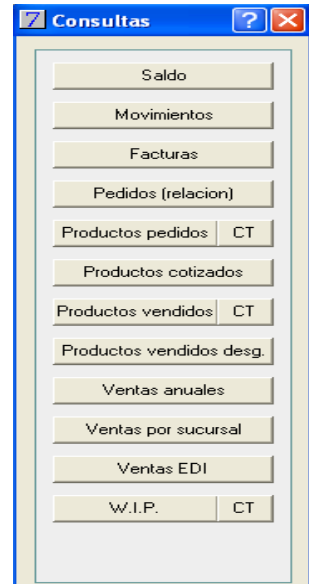 7 Consultas ? X
Saldo
Movimientos
Facturas
Pedidos (relacion)
Productos pedidos CT
Productos cotizados
Productos vendidos CT
Productos vendidos desg.
Ventas anuales
Ventas por sucursal
Ventas EDI
W.I.P. CT